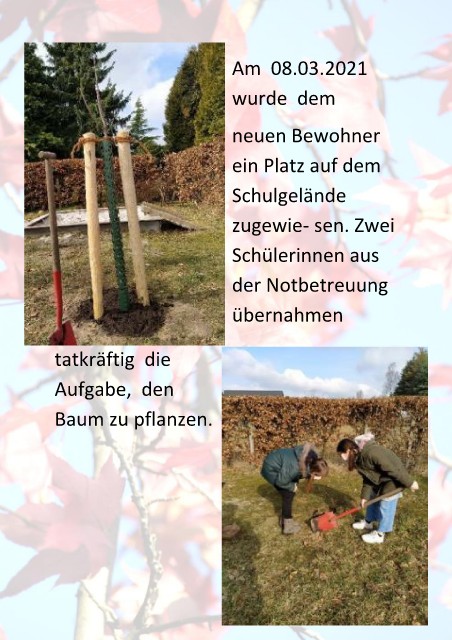 Am 08.03.2021
wurde dem
neuen Bewohner
ein Platz auf dem
Schulgelände
zugewie- sen. Zwei
Schülerinnen aus
der Notbetreuung
übernahmen
tatkräftig die
Aufgabe, den
Baum zu pflanzen.